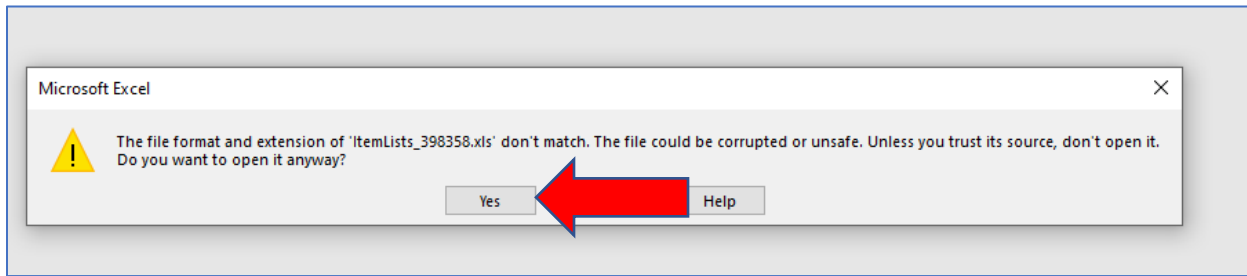 Microsoft Excel
The file format and extension of 'ItemLists_398358.xls' don't match. The file could be corrupted or unsafe. Unless you trust its source, don't open it.
Do you want to open it anyway?
Yes
Help